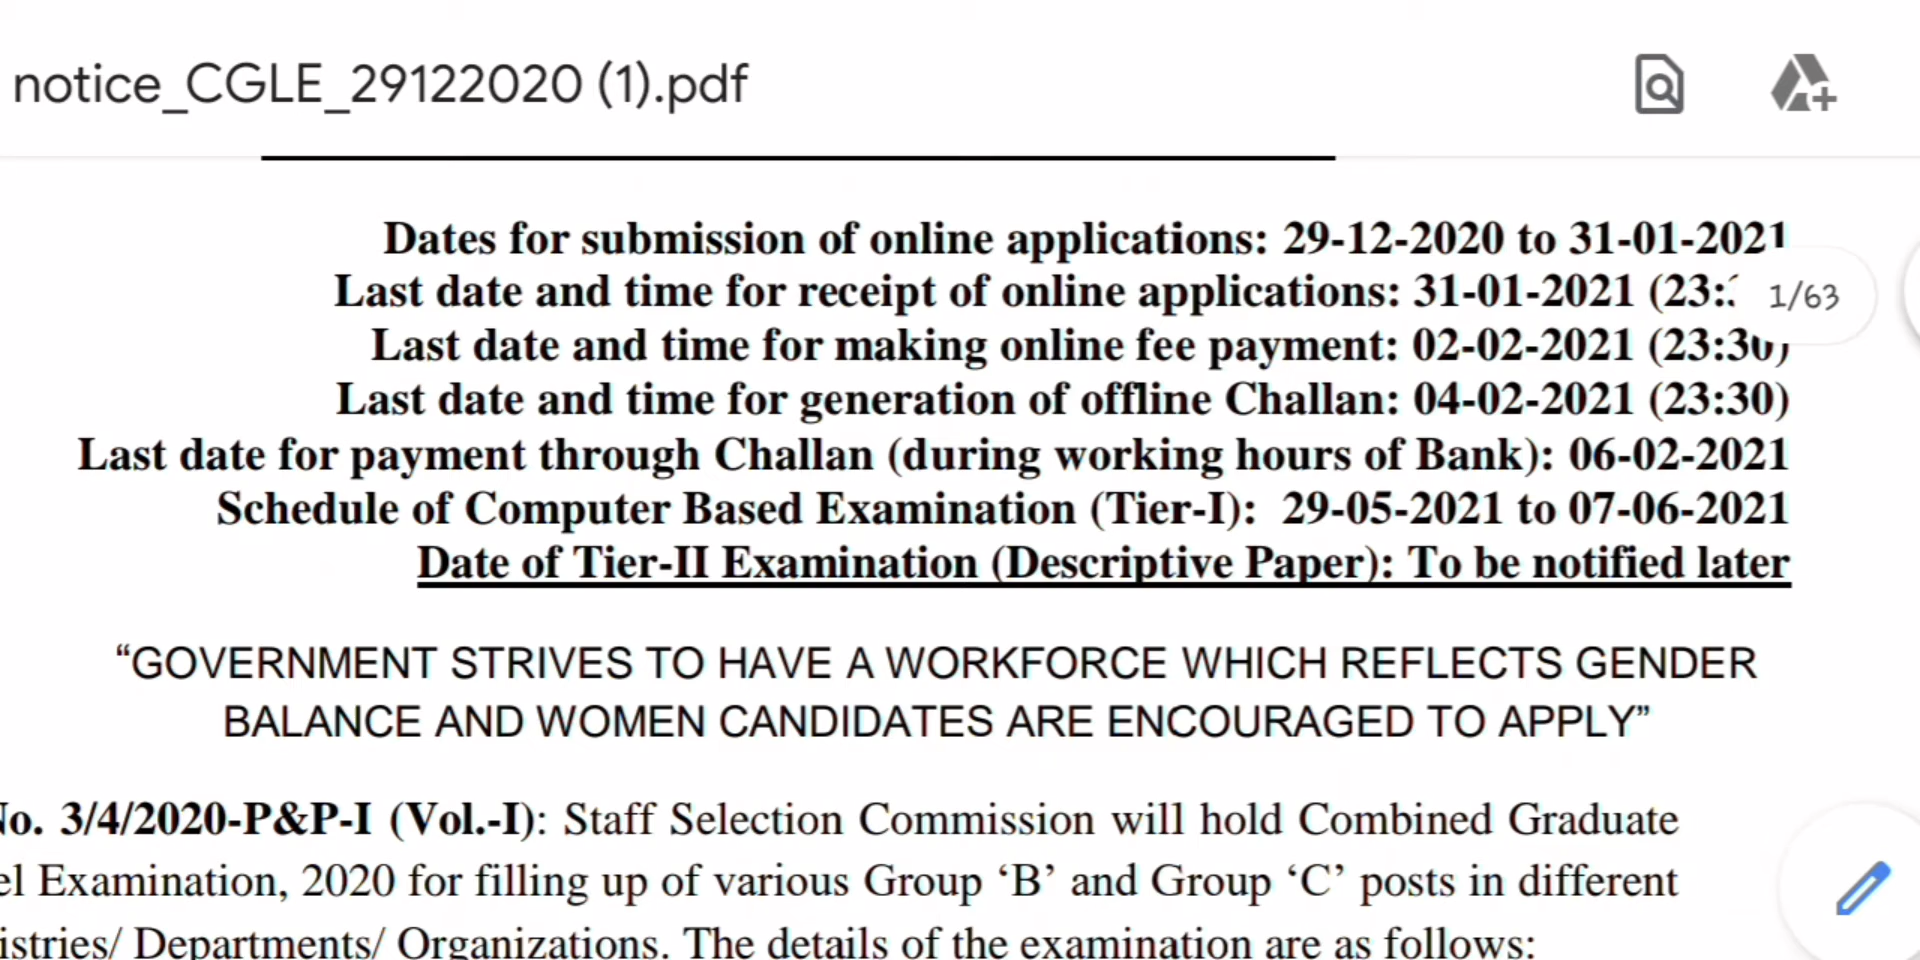 notice_CGLE_29122020 (1).pdf
Dates for submission of online applications: 29-12-2020 to 31-01-2021
Last date and time for receipt of online applications: 31-01-2021 (23:
1/63
Last date and time for making online fee payment: 02-02-2021 (23:30)
Last date and time for generation of offline Challan: 04-02-2021 (23:30)
Last date for payment through Challan (during working hours of Bank): 06-02-2021
Schedule of Computer Based Examination (Tier-I): 29-05-2021 to 07-06-2021
Date of Tier-II Examination (Descriptive Paper): To be notified later
“GOVERNMENT STRIVES TO HAVE A WORKFORCE WHICH REFLECTS GENDER
BALANCE AND WOMEN CANDIDATES ARE ENCOURAGED TO APPLY”
No. 3/4/2020-P&P-I (Vol.-I): Staff Selection Commission will hold Combined Graduate
el Examination, 2020 for filling up of various Group ‘B’ and Group ‘C’ posts in different
istries/ Departments/ Organizations. The details of the examination are as follows: